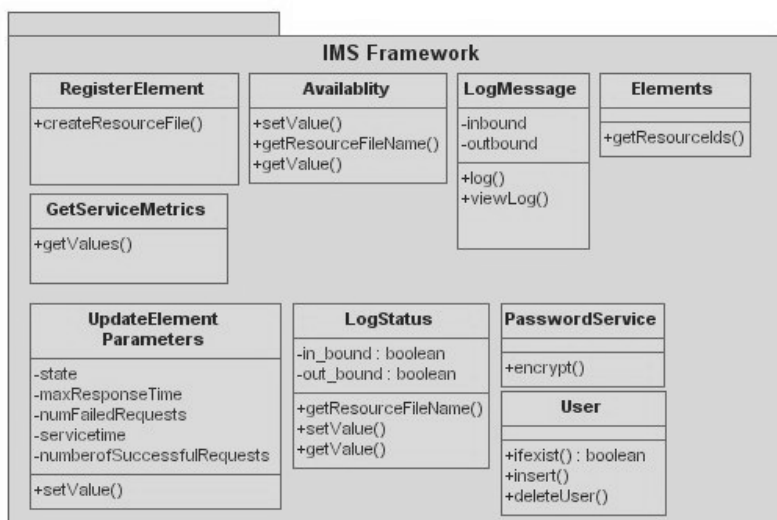 IMS Framework
RegisterElement
+createResourceFile()
Availablity
+setValue()
+getResourceFileName()
+getValue()
LogMessage
-inbound
-outbound
+log()
+viewLog()
Elements
+getResourceIds()
GetServiceMetrics
+getValues()
UpdateElement
Parameters
-state
-maxResponseTime
-numFailedRequests
-servicetime
-numberofSuccessfulRequests
+setValue()
LogStatus
-in_bound : boolean
-out_bound : boolean
+getResourceFileName()
+setValue()
+getValue()
PasswordService
+encrypt()
User
+ifexist() : boolean
+insert()
+deleteUser()